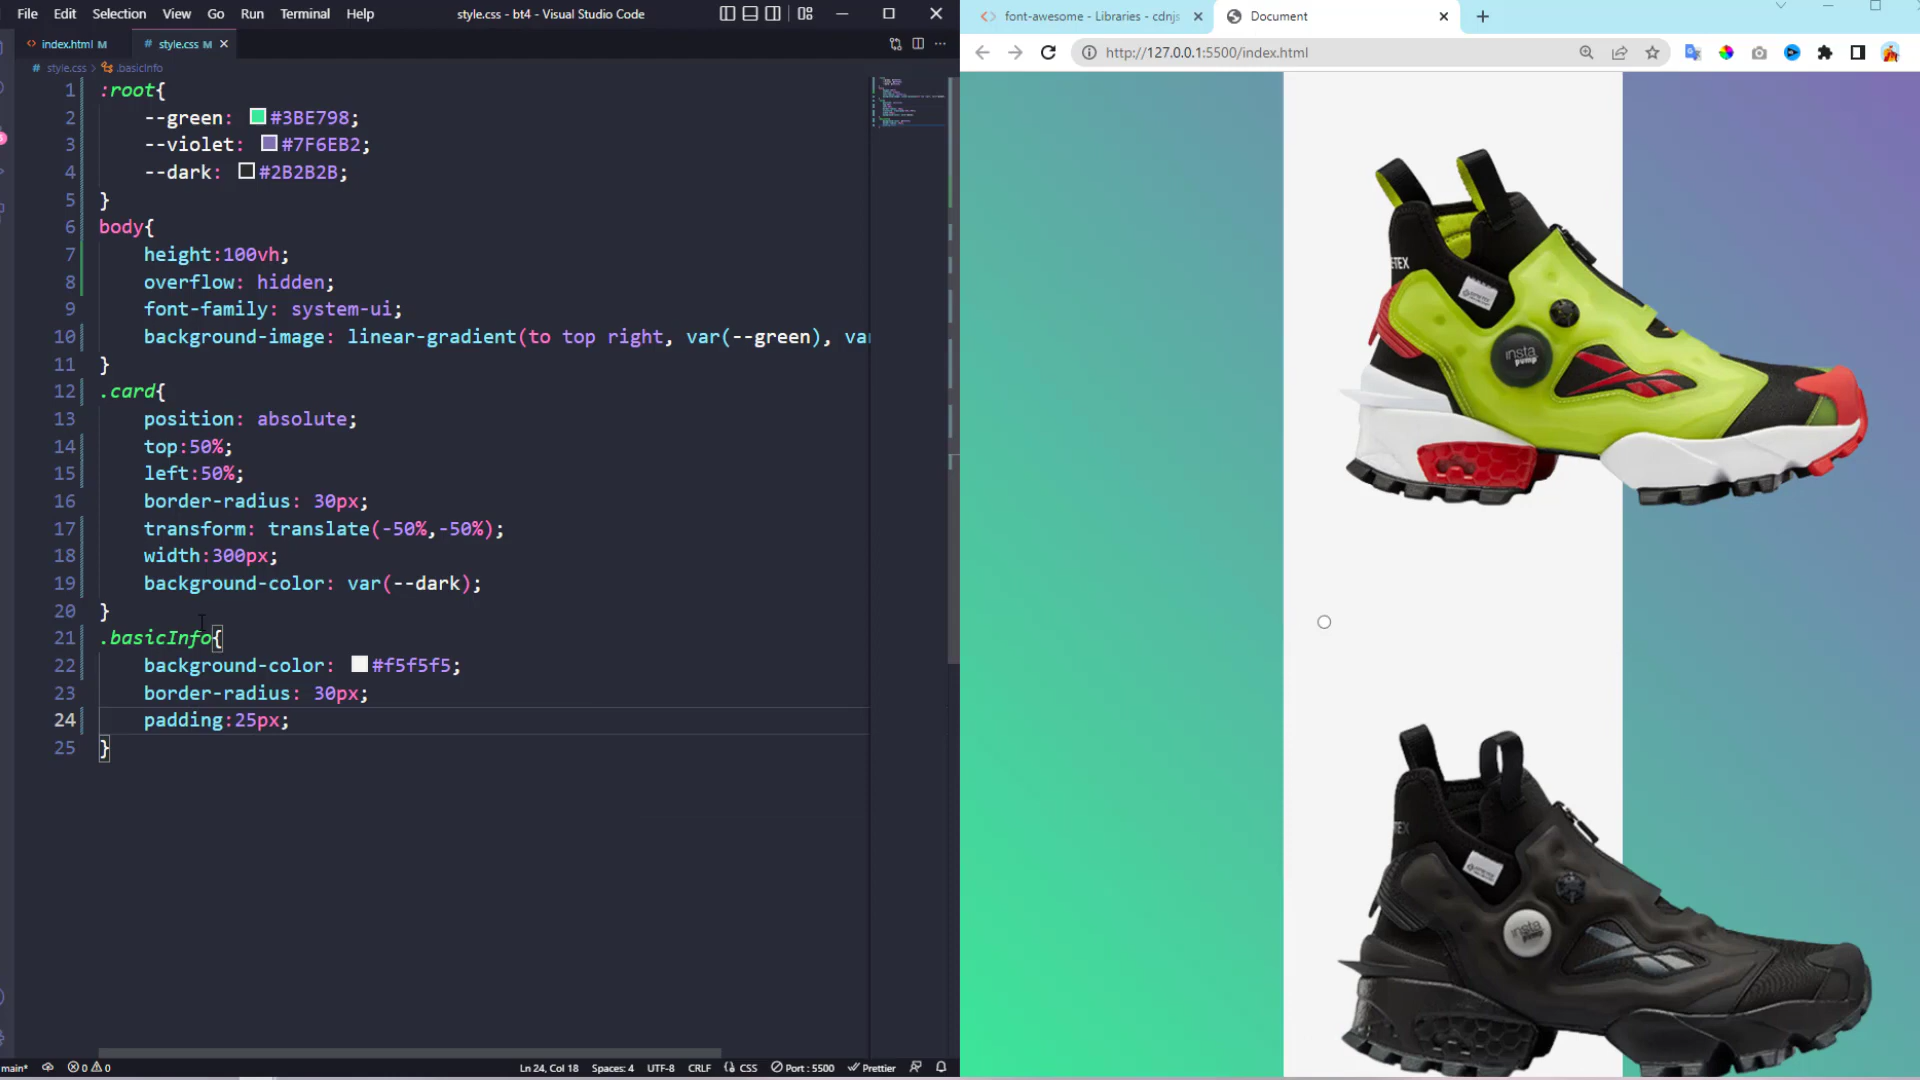 File Edit Selection View Go Run Terminal Help
style.css - bt4 - Visual Studio Code
index.html M
style.css M
style.css > .basicInfo
1 :root{
2 --green: #3BE798;
3 --violet: #7F6EB2;
4 --dark: #2B2B2B;
5 }
6 body{
7 height:100vh;
8 overflow: hidden;
9 font-family: system-ui;
10 background-image: linear-gradient(to top right, var(--green), va
11 }
12 .card{
13 position: absolute;
14 top:50%;
15 left:50%;
16 border-radius: 30px;
17 transform: translate(-50%,-50%);
18 width:300px;
19 background-color: var(--dark);
20 }
21 .basicInfo{
22 background-color: #f5f5f5;
23 border-radius: 30px;
24 padding:25px;
25 }
main* 0 0
Ln 24, Col 18 Spaces: 4 UTF-8 CRLF CSS Port : 5500 Prettier
font-awesome - Libraries - cdnjs
Document
http://127.0.0.1:5500/index.html
insta
pump
insta
pump